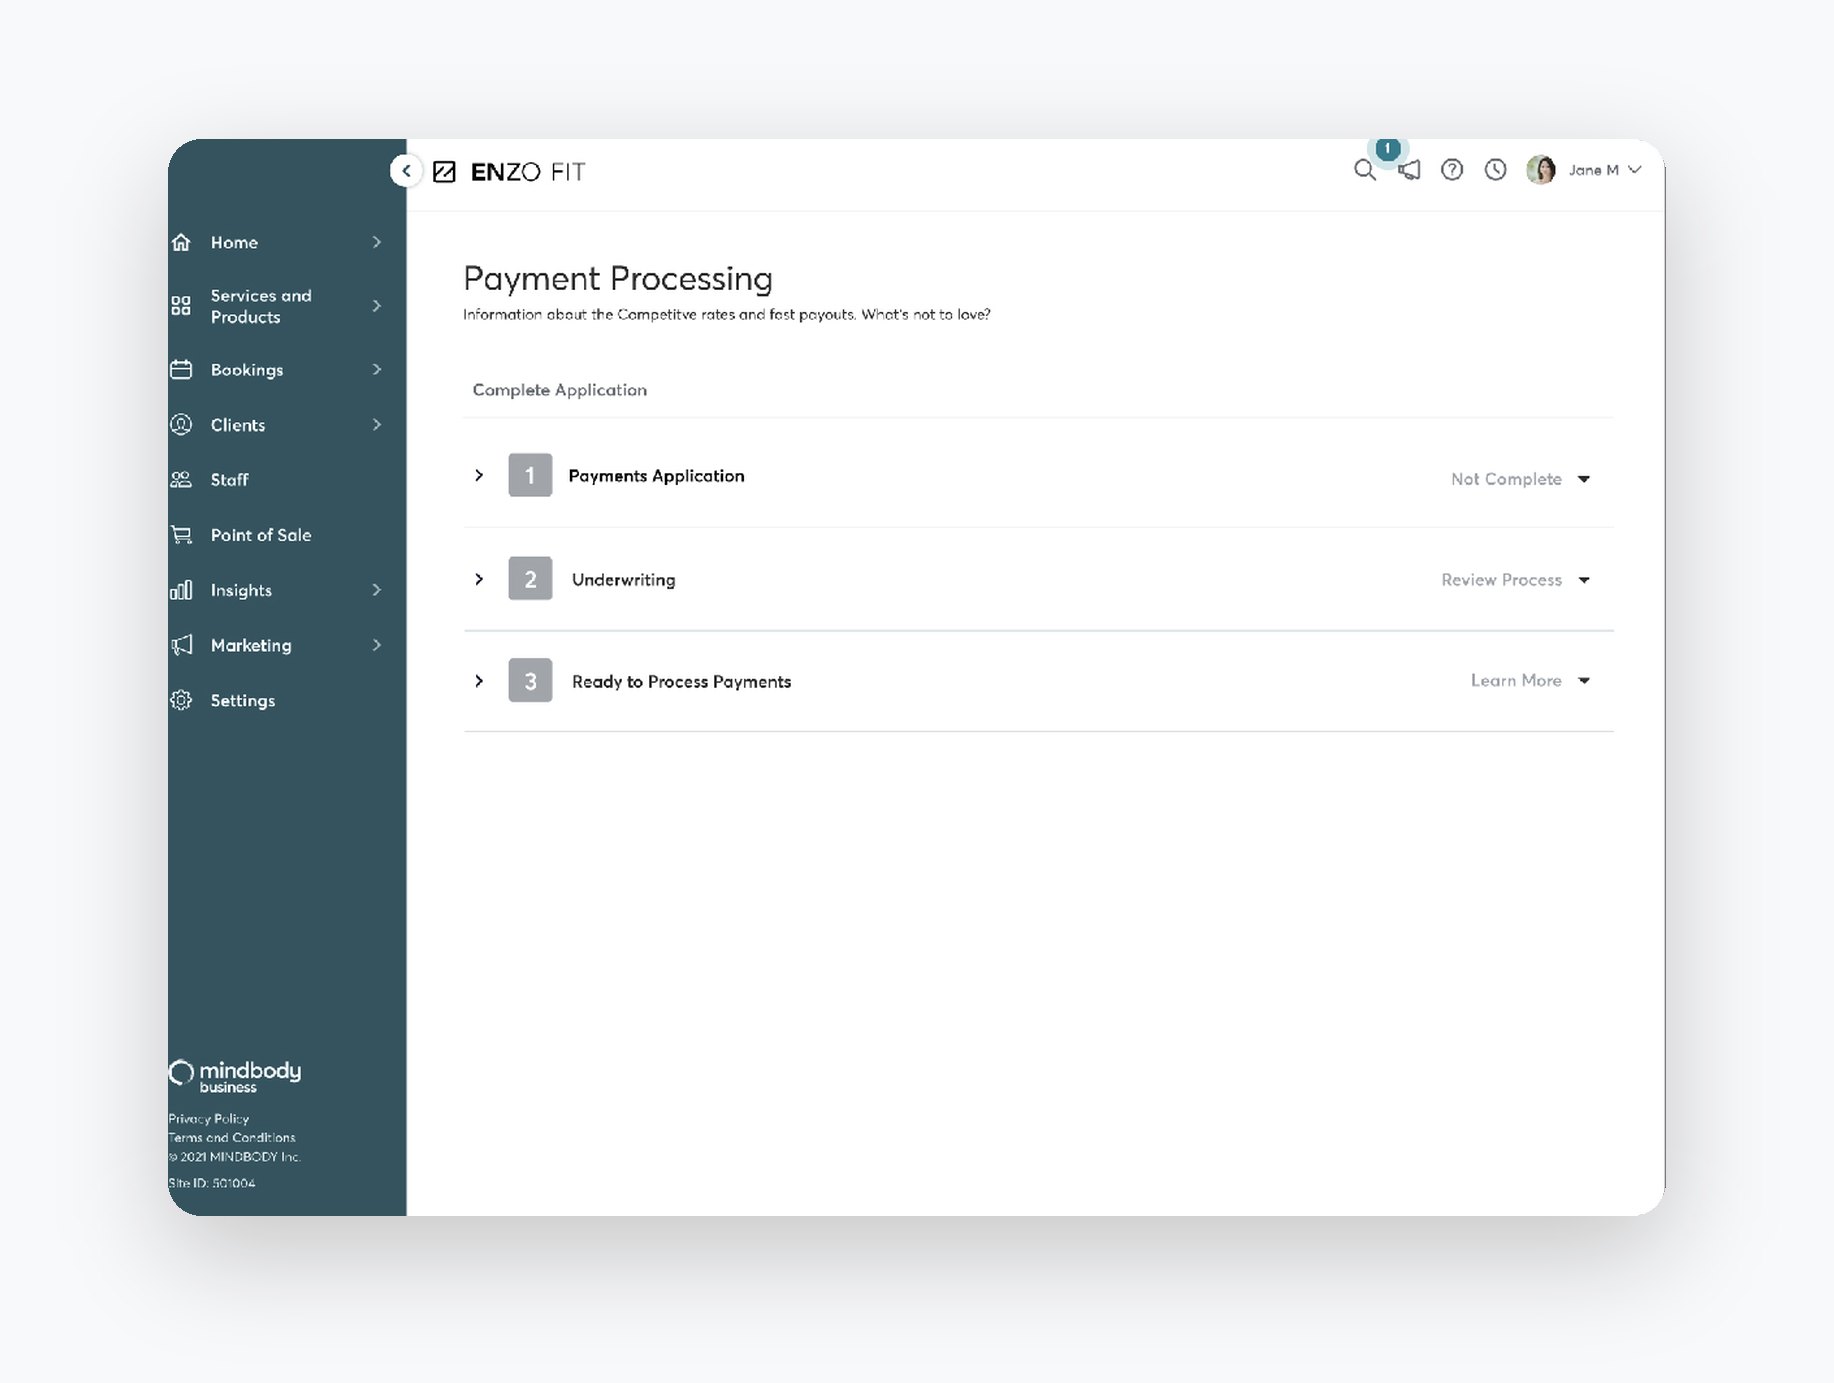 ENZO FIT
1
Jane M
Home
Services and
Products
Bookings
Clients
Staff
Point of Sale
Insights
Marketing
Settings
mindbody
business
Privacy Policy
Terms and Conditions
© 2021 MINDBODY Inc.
Site ID: 501004
Payment Processing
Information about the Competitve rates and fast payouts. What's not to love?
Complete Application
1 Payments Application Not Complete
2 Underwriting Review Process
3 Ready to Process Payments Learn More